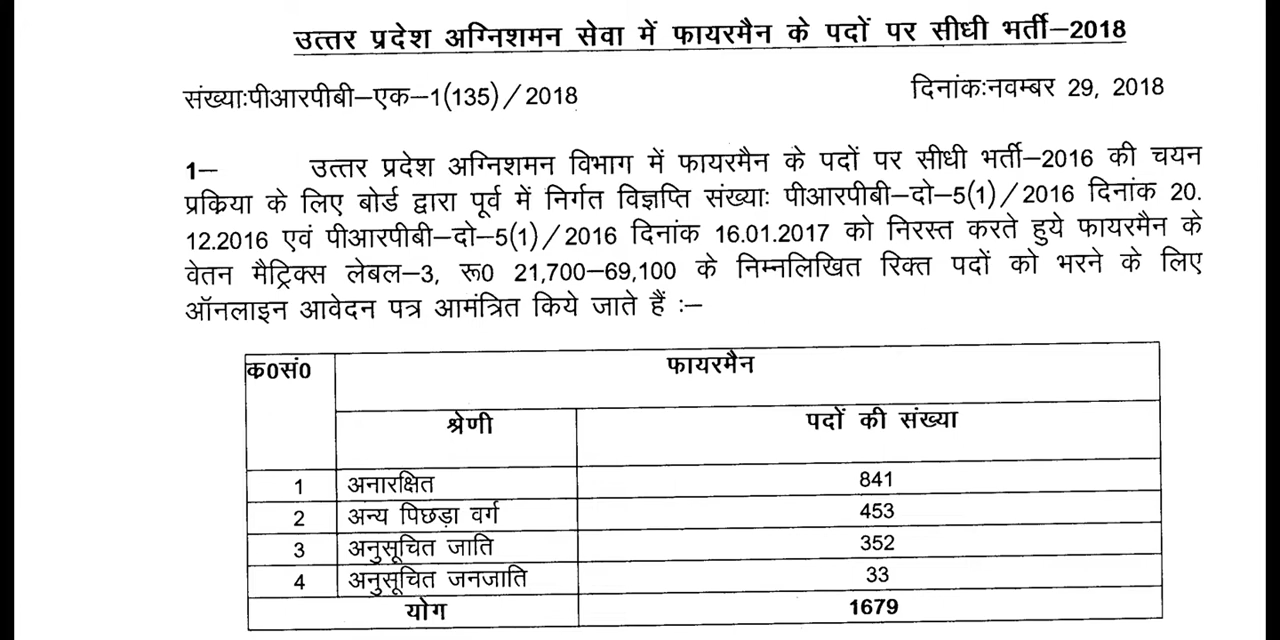 उत्तर प्रदेश अग्निशमन सेवा में फायरमैन के पदों पर सीधी भर्ती–2018
संख्याःपीआरपीबी–एक–1(135)/2018 दिनांकःनवम्बर 29, 2018
1– उत्तर प्रदेश अग्निशमन विभाग में फायरमैन के पदों पर सीधी भर्ती–2016 की चयन
प्रकिया के लिए बोर्ड द्वारा पूर्व में निर्गत विज्ञप्ति संख्याः पीआरपीबी–दो–5(1)/2016 दिनांक 20.
12.2016 एवं पीआरपीबी–दो–5(1)/2016 दिनांक 16.01.2017 को निरस्त करते हुये फायरमैन के
वेतन मैट्रिक्स लेबल–3, रू0 21,700–69,100 के निम्नलिखित रिक्त पदों को भरने के लिए
ऑनलाइन आवेदन पत्र आमंत्रित किये जाते हैं :–
क0सं0 फायरमैन
श्रेणी पदों की संख्या
1 अनारक्षित 841
2 अन्य पिछड़ा वर्ग 453
3 अनुसूचित जाति 352
4 अनुसूचित जनजाति 33
योग 1679